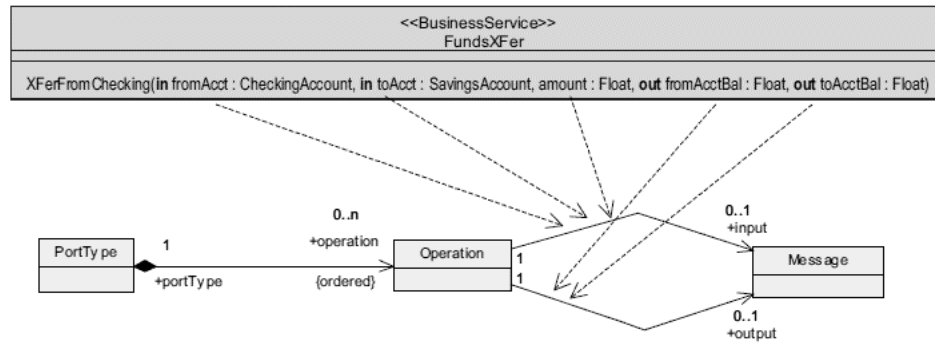 <<BusinessService>>
FundsXFer
XFerFromChecking(in fromAcct : CheckingAccount, in toAcct : SavingsAccount, amount : Float, out fromAcctBal : Float, out toAcctBal : Float)
0..n
0..1
+operation
+input
PortType
1
Operation
1
Message
+portType
{ordered}
1
0..1
+output